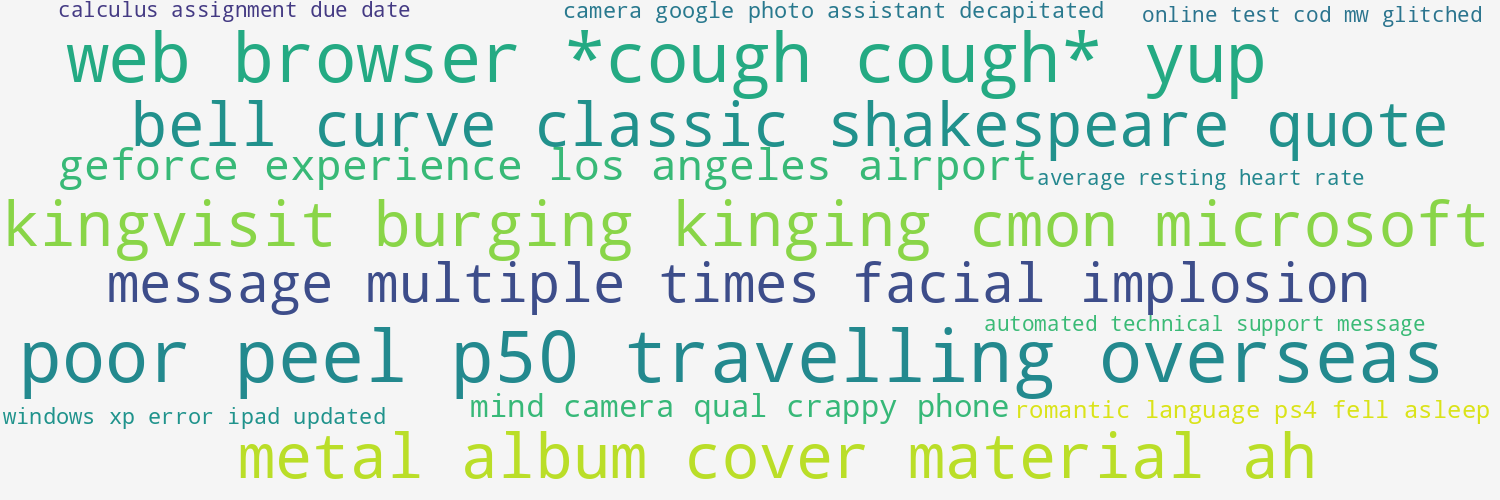 calculus assignment due date
camera google photo assistant decapitated
online test cod mw glitched
web browser *cough cough* yup
bell curve classic shakespeare quote
geforce experience los angeles airport
average resting heart rate
kingvisit burging kinging cmon microsoft
message multiple times facial implosion
automated technical support message
poor peel p50 travelling overseas
windows xp error ipad updated
mind camera qual crappy phone
romantic language ps4 fell asleep
metal album cover material ah